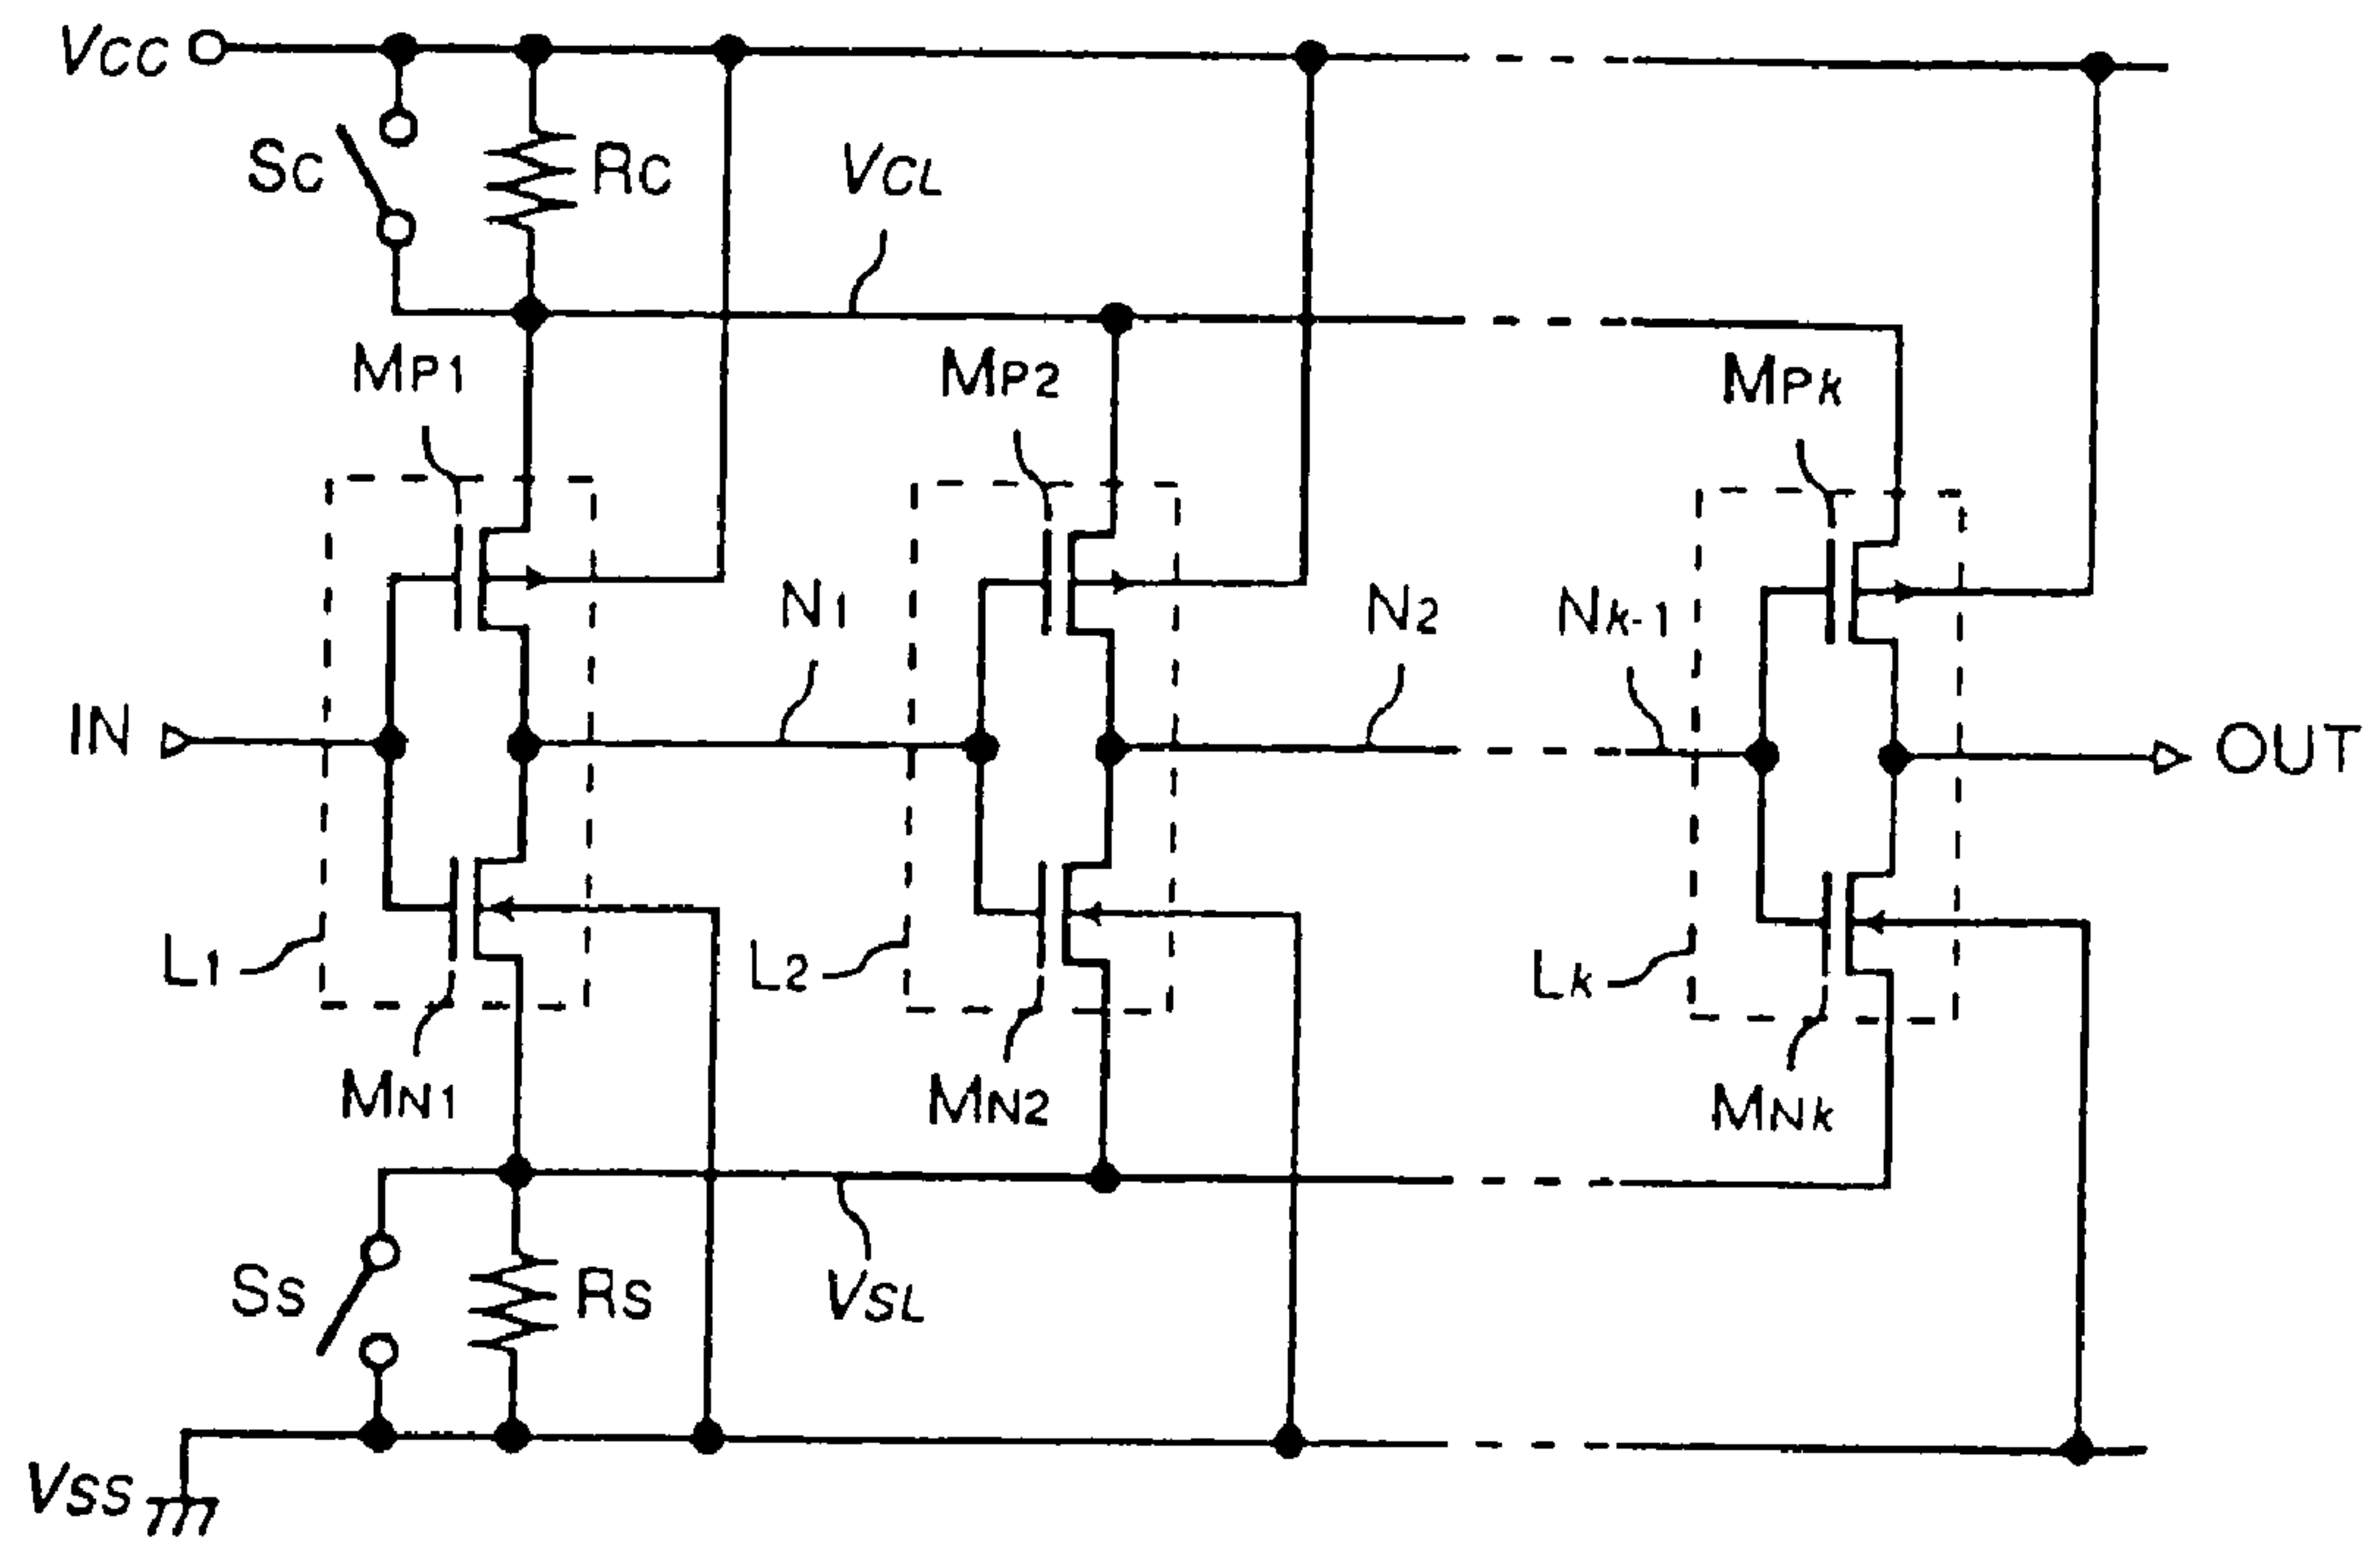 VCC
SC
RC
VCL
MP1
MP2
MPk
N1
N2
Nk-1
IN
OUT
L1
L2
Lk
MN1
MN2
MNk
SS
RS
VSL
VSS